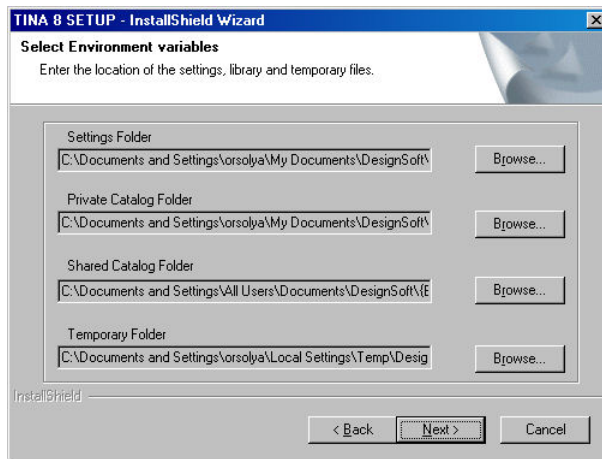 TINA 8 SETUP - InstallShield Wizard
Select Environment variables
Enter the location of the settings, library and temporary files.
Settings Folder
C:\Documents and Settings\orsolya\My Documents\DesignSoft\
Browse...
Private Catalog Folder
C:\Documents and Settings\orsolya\My Documents\DesignSoft\
Browse...
Shared Catalog Folder
C:\Documents and Settings\All Users\Documents\DesignSoft\{E
Browse...
Temporary Folder
C:\Documents and Settings\orsolya\Local Settings\Temp\Desig
Browse...
InstallShield
< Back Next > Cancel